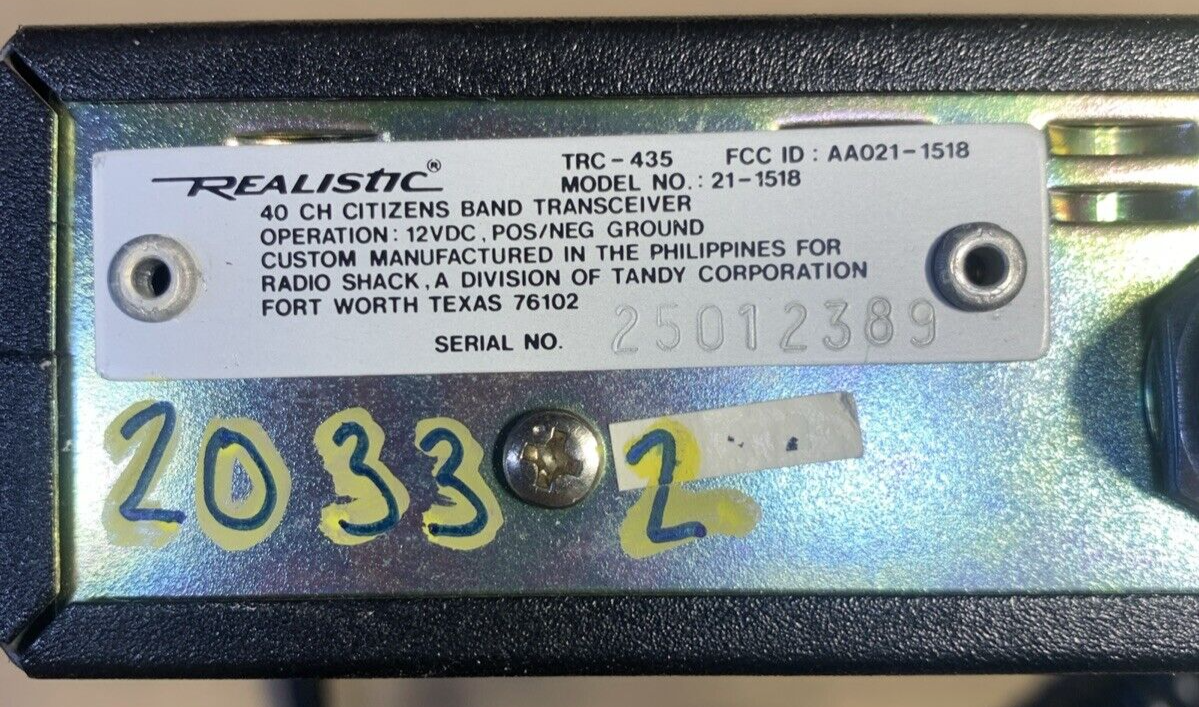 REALISTIC®
TRC-435 FCC ID: AAO21-1518
MODEL NO.: 21-1518
40 CH CITIZENS BAND TRANSCEIVER
OPERATION: 12VDC, POS/NEG GROUND
CUSTOM MANUFACTURED IN THE PHILIPPINES FOR
RADIO SHACK, A DIVISION OF TANDY CORPORATION
FORT WORTH TEXAS 76102
SERIAL NO. 25012389
2033 2